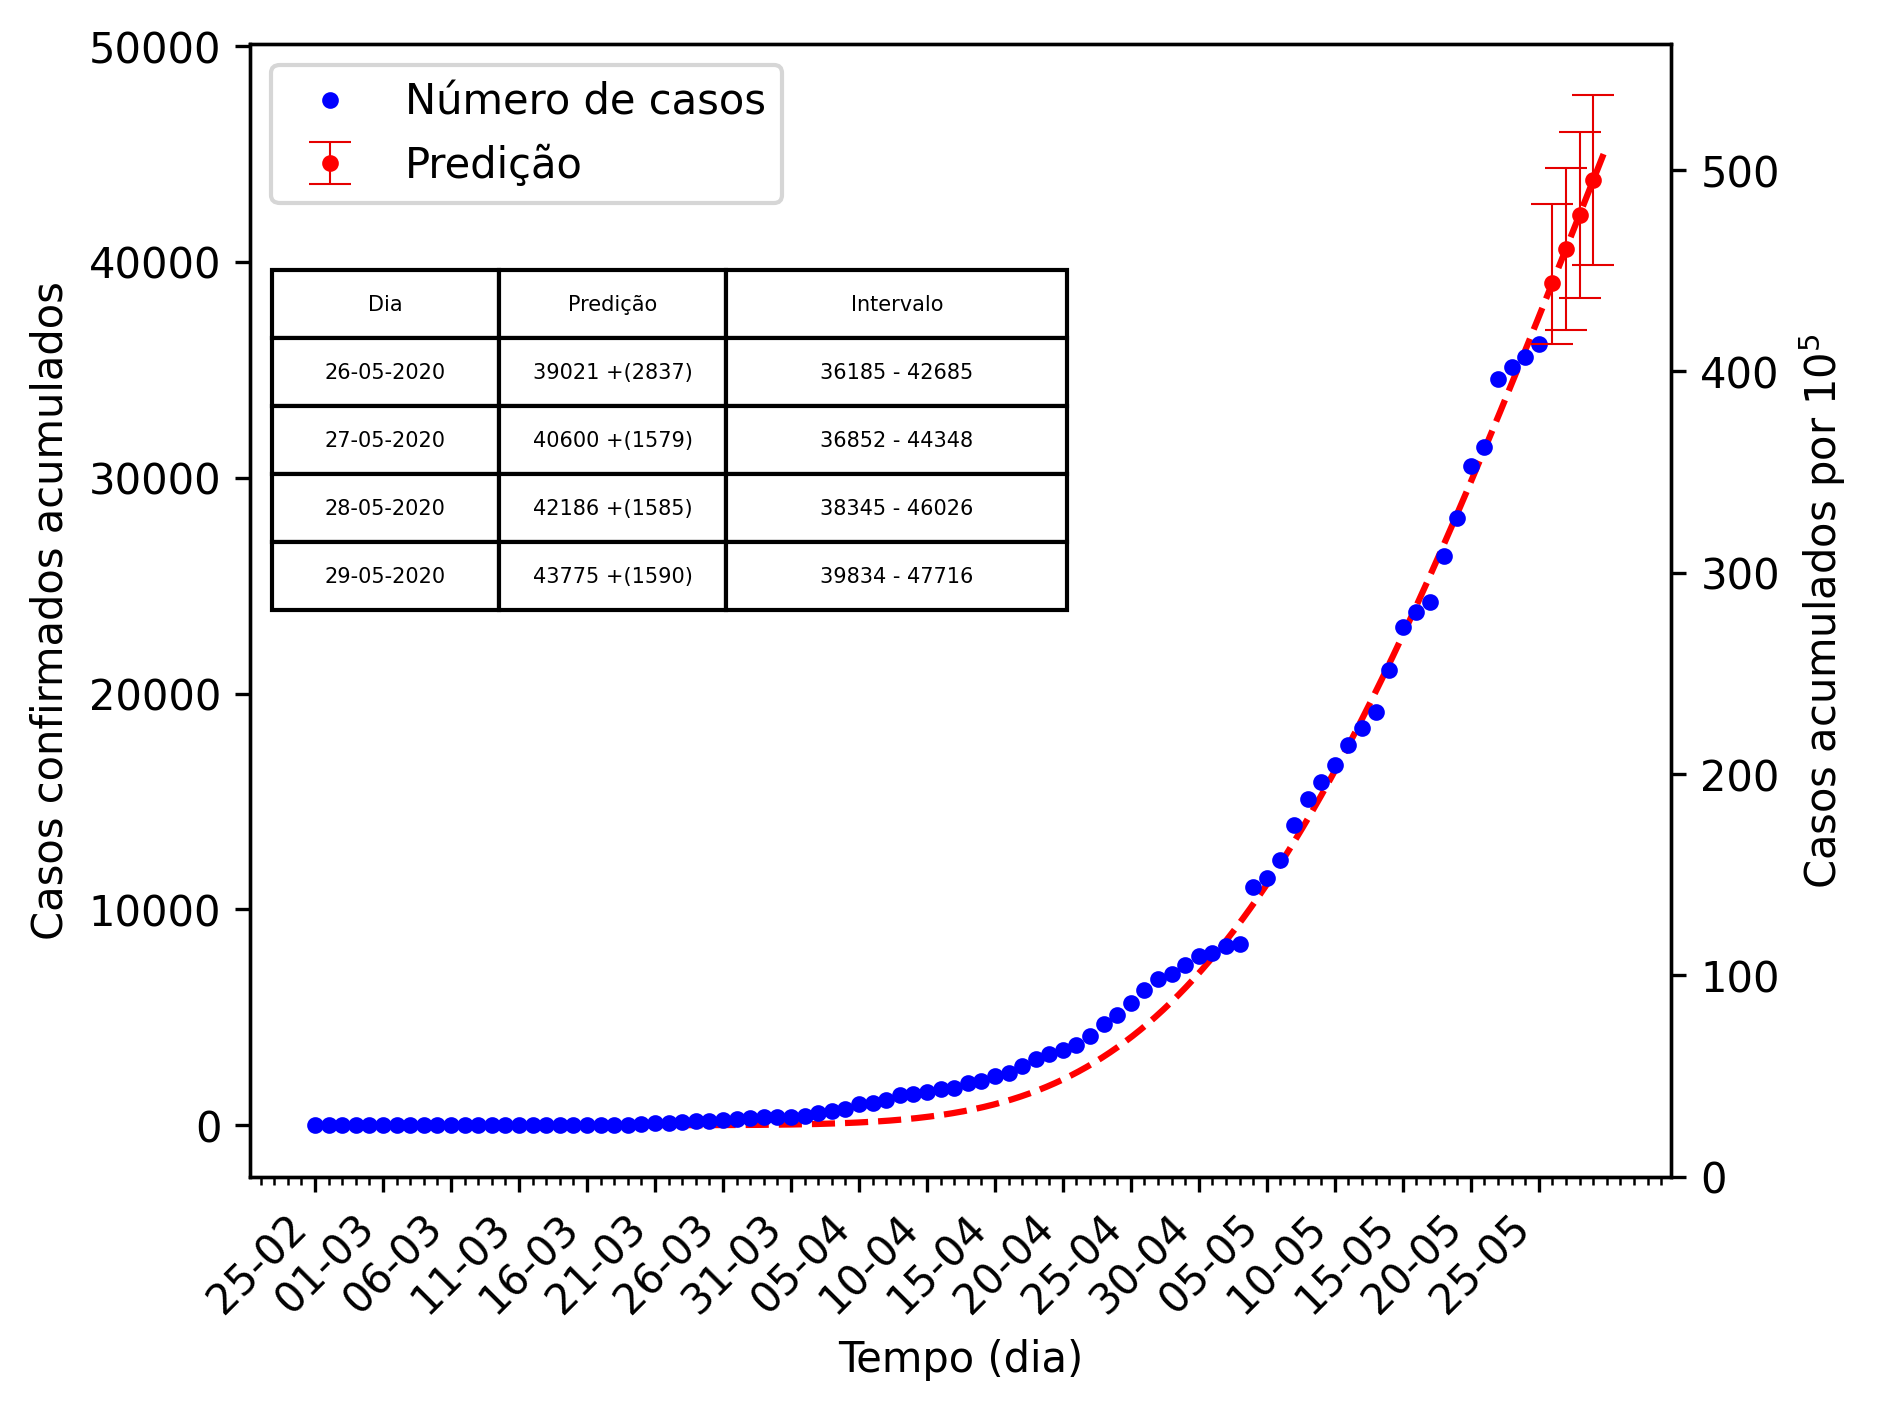 50000
40000
30000
20000
10000
0
Casos confirmados acumulados
Número de casos
Predição
Dia Predição Intervalo
26-05-2020 39021 +(2837) 36185 - 42685
27-05-2020 40600 +(1579) 36852 - 44348
28-05-2020 42186 +(1585) 38345 - 46026
29-05-2020 43775 +(1590) 39834 - 47716
500
400
300
200
100
0
Casos acumulados por 10⁵
25-02 01-03 06-03 11-03 16-03 21-03 26-03 31-03 05-04 10-04 15-04 20-04 25-04 30-04 05-05 10-05 15-05 20-05 25-05
Tempo (dia)